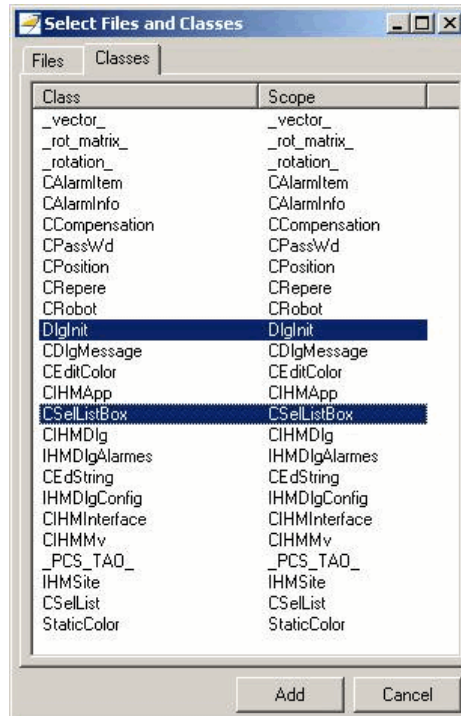 Select Files and Classes
Files Classes
Class Scope
_vector_ _vector_
_rot_matrix_ _rot_matrix_
_rotation_ _rotation_
CAlarmItem CAlarmItem
CAlarmInfo CAlarmInfo
CCompensation CCompensation
CPassWd CPassWd
CPosition CPosition
CRepere CRepere
CRobot CRobot
DlgInit DlgInit
CDlgMessage CDlgMessage
CEditColor CEditColor
CIHMApp CIHMApp
CSelListBox CSelListBox
CIHMDlg CIHMDlg
IHMDlgAlarmes IHMDlgAlarmes
CEdString CEdString
IHMDlgConfig IHMDlgConfig
CIHMInterface CIHMInterface
CIHMMv CIHMMv
_PCS_TAO_ _PCS_TAO_
IHMSite IHMSite
CSelList CSelList
StaticColor StaticColor
Add Cancel